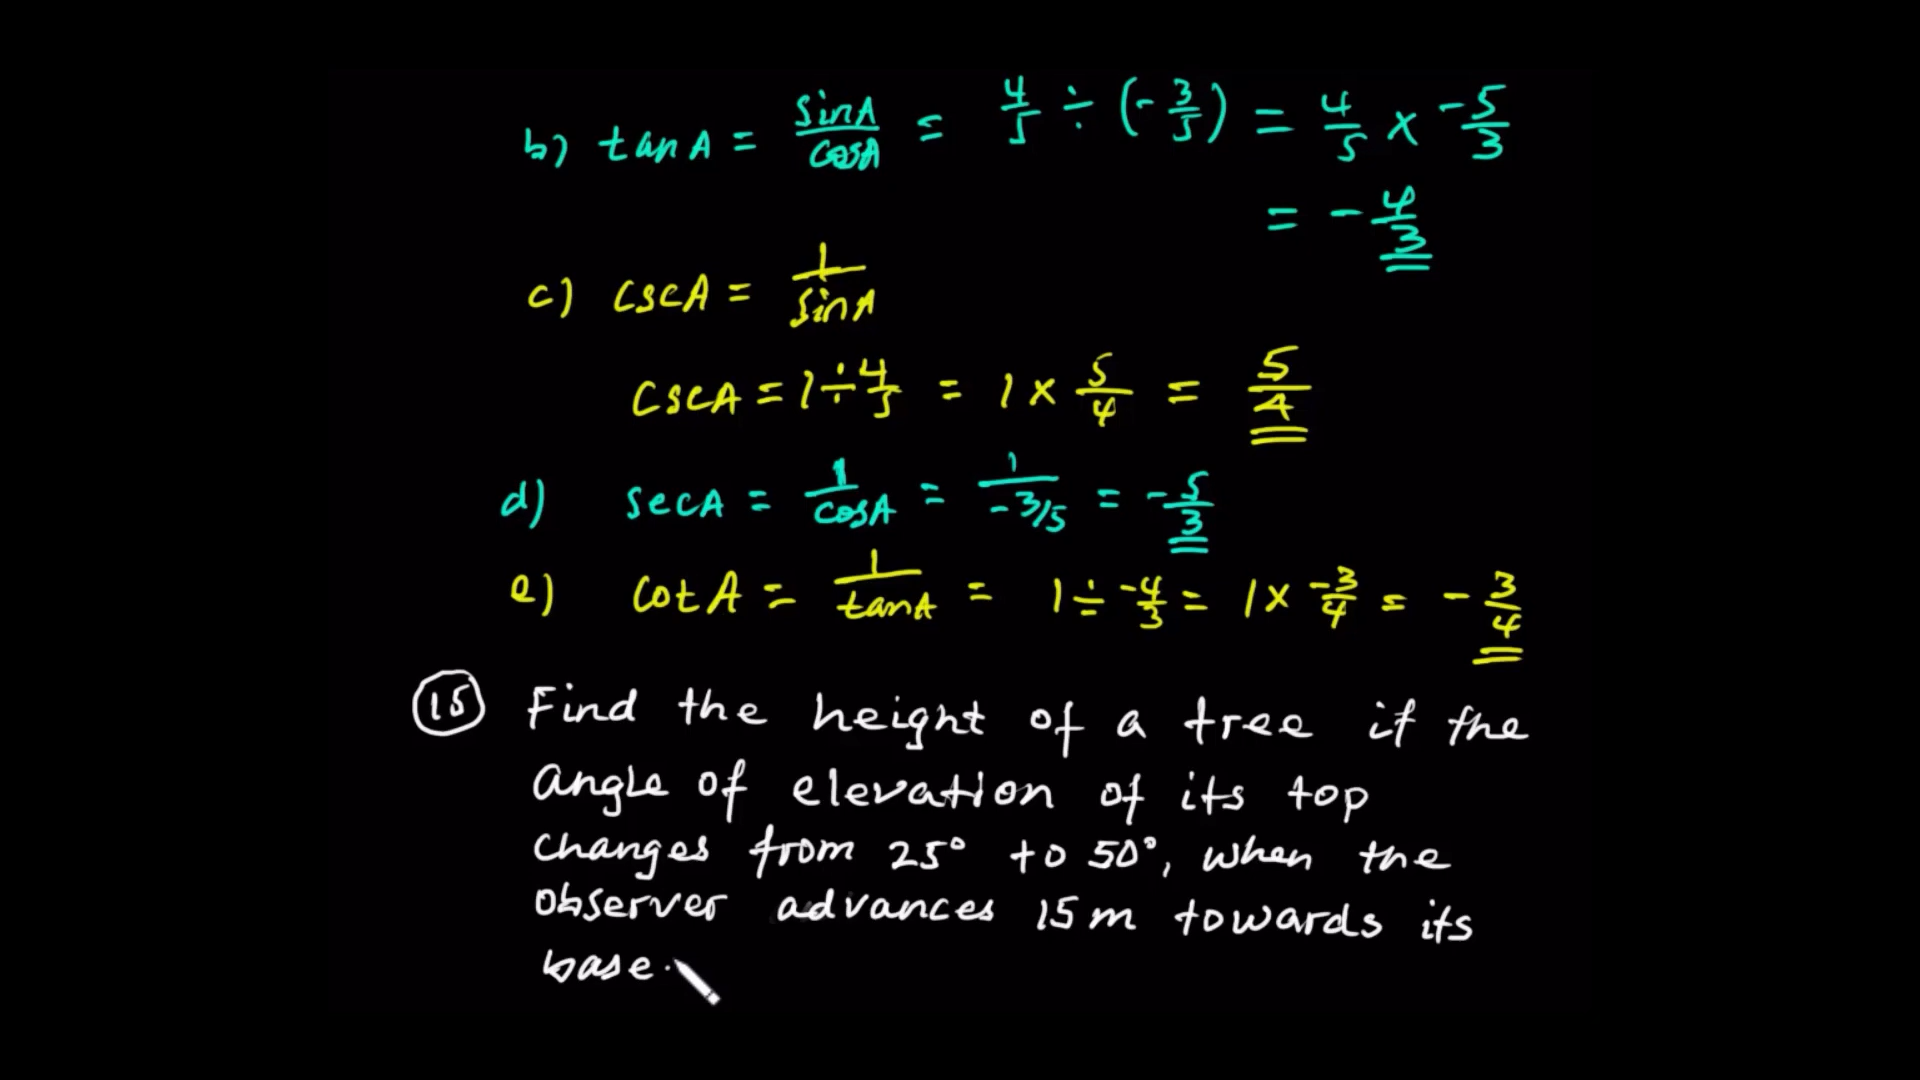 b) tanA = sinA/cosA = 4/5 ÷ (-3/5) = 4/5 × -5/3
= -4/3
c) cscA = 1/sinA
cscA = 1 ÷ 4/5 = 1 × 5/4 = 5/4
d) secA = 1/cosA = 1/-3/5 = -5/3
e) cotA = 1/tanA = 1 ÷ -4/3 = 1 × -3/4 = -3/4
15 Find the height of a tree if the
angle of elevation of its top
changes from 25° to 50°, when the
observer advances 15m towards its
base.